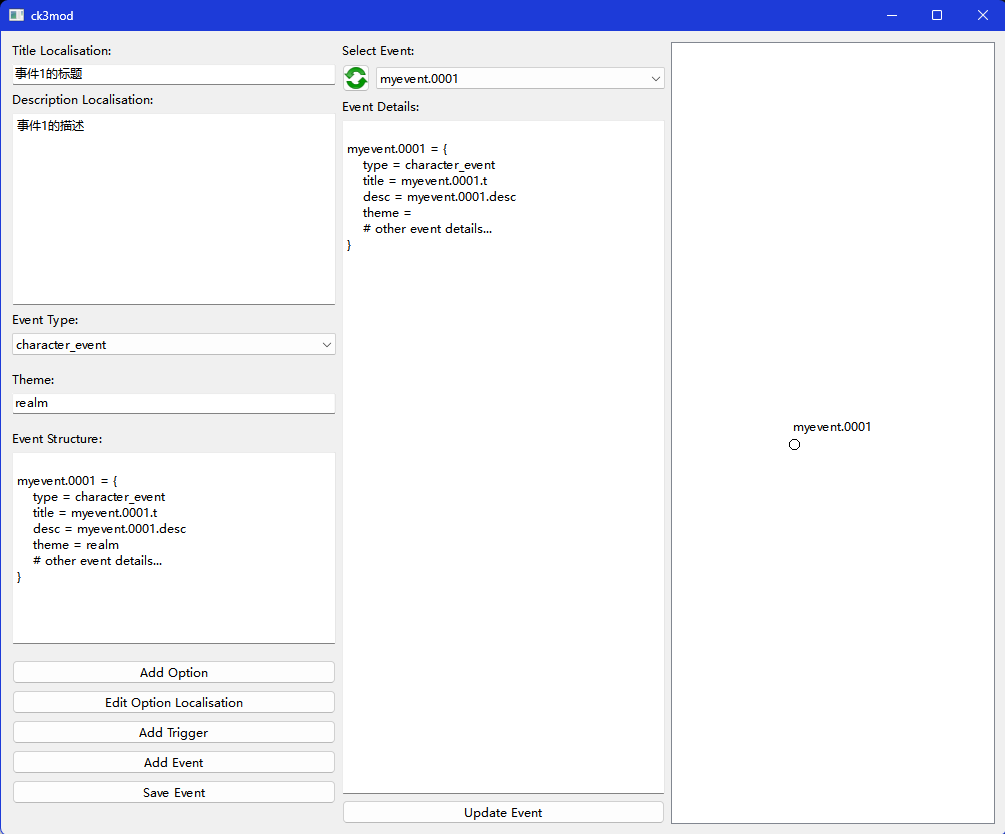 ck3mod
Title Localisation:
事件1的标题
Description Localisation:
事件1的描述
Event Type:
character_event
Theme:
realm
Event Structure:
myevent.0001 = {
type = character_event
title = myevent.0001.t
desc = myevent.0001.desc
theme = realm
# other event details...
}
Add Option
Edit Option Localisation
Add Trigger
Add Event
Save Event
Select Event:
myevent.0001
Event Details:
myevent.0001 = {
type = character_event
title = myevent.0001.t
desc = myevent.0001.desc
theme =
# other event details...
}
Update Event
myevent.0001